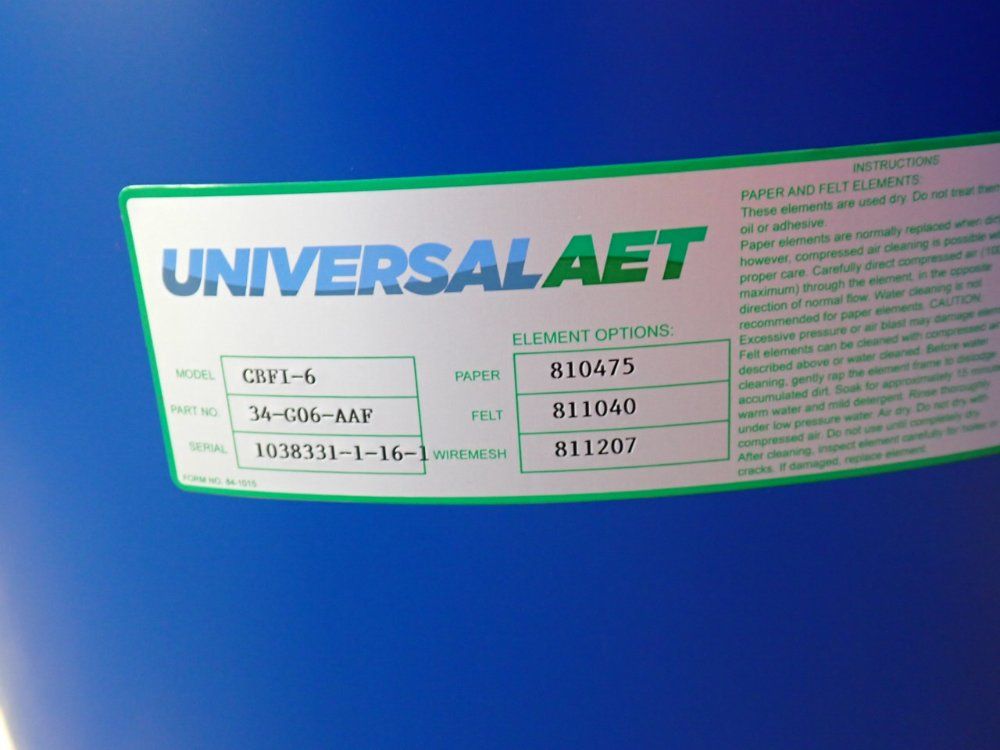 UNIVERSALAET
MODEL CBFI-6
PART NO. 34-G06-AAF
SERIAL 1038331-1-16-1
FORM NO. 84-1015
ELEMENT OPTIONS:
PAPER 810475
FELT 811040
WIREMESH 811207
INSTRUCTIONS
PAPER AND FELT ELEMENTS:
These elements are used dry. Do not treat them
oil or adhesive.
Paper elements are normally replaced when
however, compressed air cleaning is possible
proper care. Carefully direct compressed air
maximum) through the element, in the opposite
direction of normal flow. Water cleaning is not
recommended for paper elements. CAUTION:
Excessive pressure or air blast may damage
Felt elements can be cleaned with compressed
described above or water cleaned. Before water
cleaning, gently rap the element frame to dislodge
accumulated dirt. Soak for approximately 15
warm water and mild detergent. Rinse thoroughly
under low pressure water. Air dry. Do not dry with
compressed air. Do not use until completely dry.
After cleaning, inspect element carefully for
cracks. If damaged, replace element.